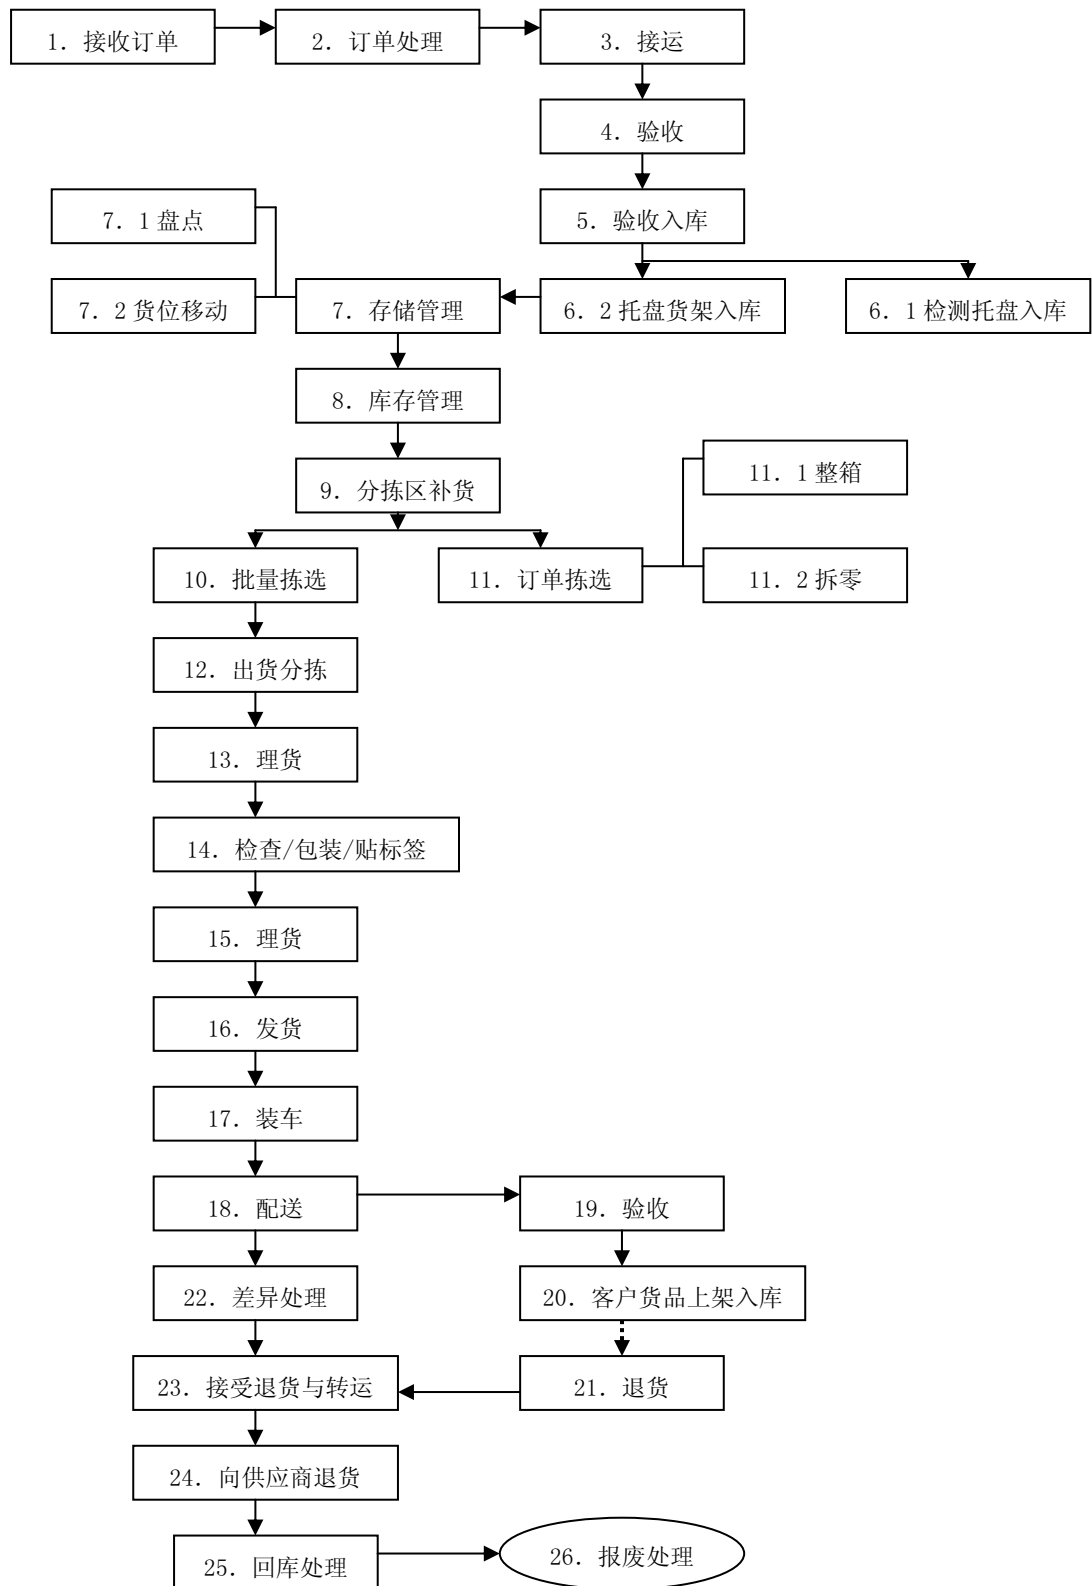 1. 接收订单
2. 订单处理
3. 接运
4. 验收
5. 验收入库
7. 1盘点
7. 2货位移动
7. 存储管理
6. 2托盘货架入库
6. 1检测托盘入库
8. 库存管理
9. 分拣区补货
11. 1整箱
10. 批量拣选
11. 订单拣选
11. 2拆零
12. 出货分拣
13. 理货
14. 检查/包装/贴标签
15. 理货
16. 发货
17. 装车
18. 配送
19. 验收
22. 差异处理
20. 客户货品上架入库
23. 接受退货与转运
21. 退货
24. 向供应商退货
25. 回库处理
26. 报废处理